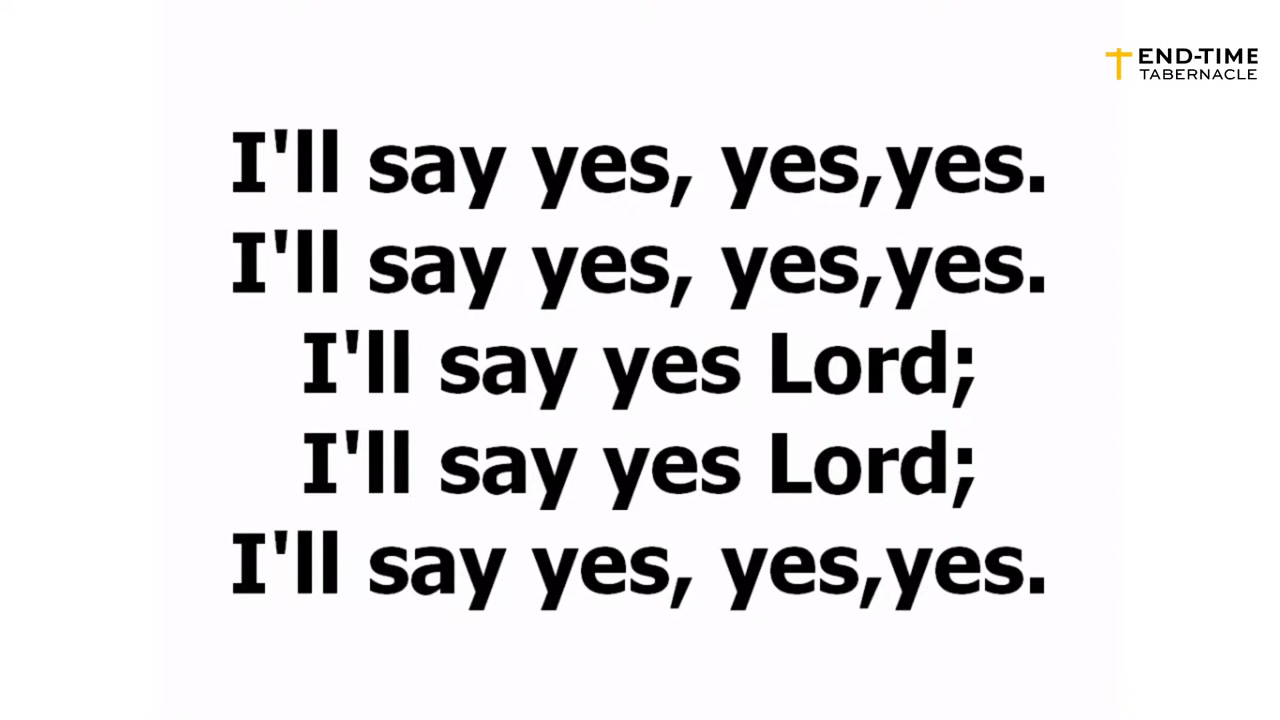 END-TIME
TABERNACLE
I'll say yes, yes,yes.
I'll say yes, yes,yes.
I'll say yes Lord;
I'll say yes Lord;
I'll say yes, yes,yes.